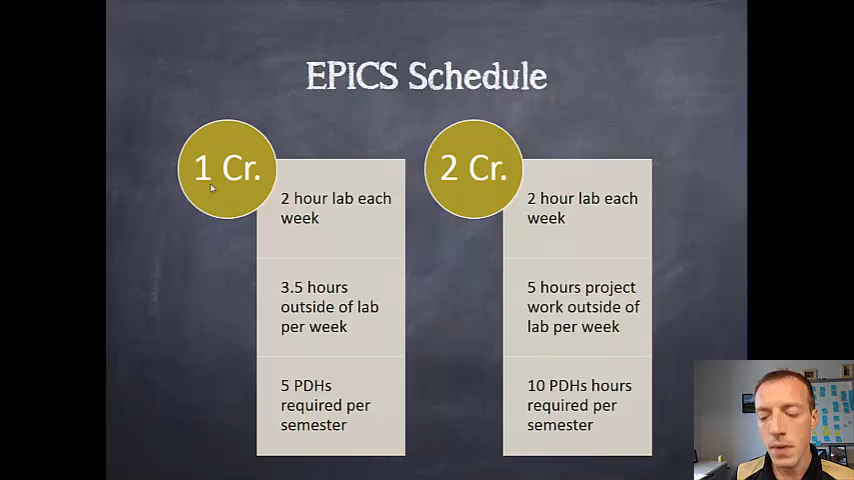 EPICS Schedule
1 Cr.
2 hour lab each
week
3.5 hours
outside of lab
per week
5 PDHs
required per
semester
2 Cr.
2 hour lab each
week
5 hours project
work outside of
lab per week
10 PDHs hours
required per
semester